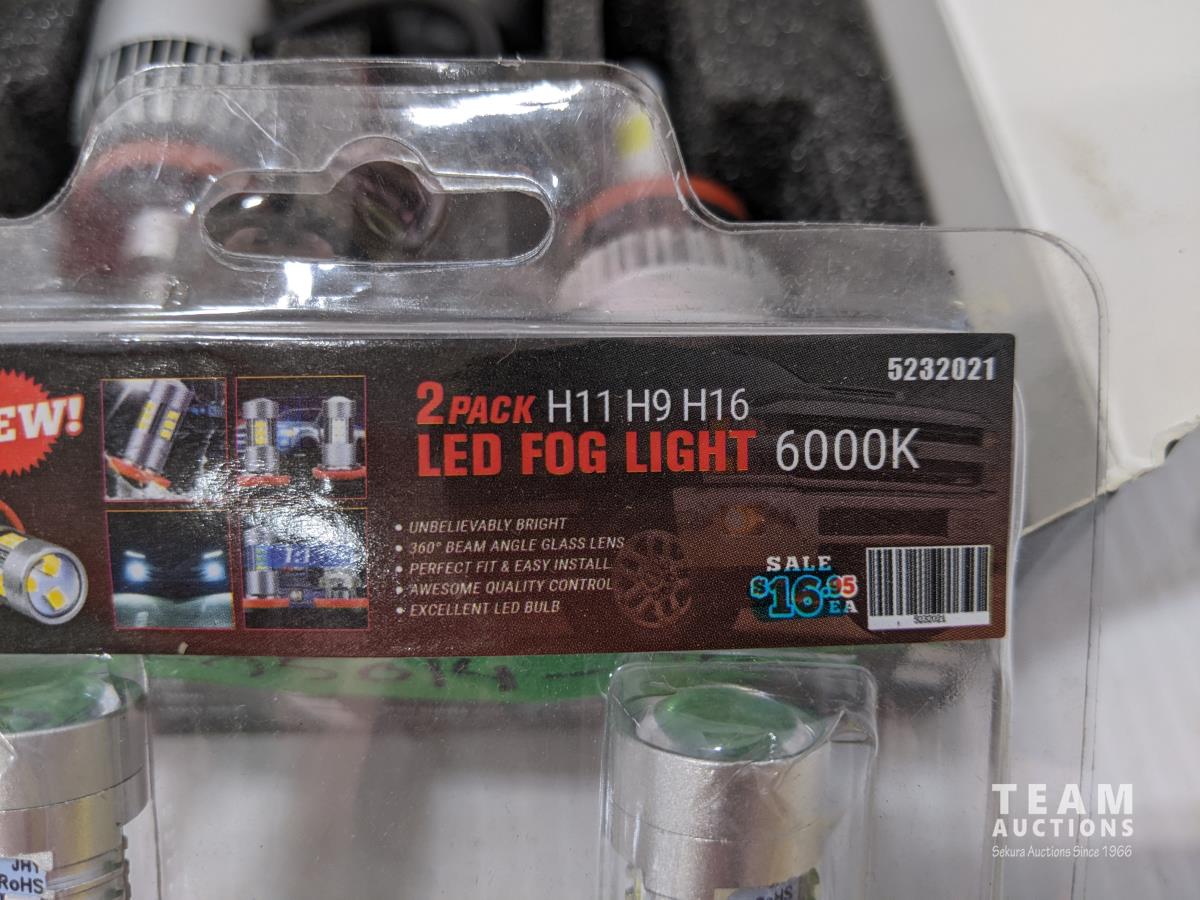 5232021
EW!
2 PACK H11 H9 H16
LED FOG LIGHT 6000K
• UNBELIEVABLY BRIGHT
• 360° BEAM ANGLE GLASS LENS
• PERFECT FIT & EASY INSTALL
• AWESOME QUALITY CONTROL
• EXCELLENT LED BULB
SALE
$16.95
EA
5232021
RoHS
TEAM
AUCTIONS
Sekura Auctions Since 1966